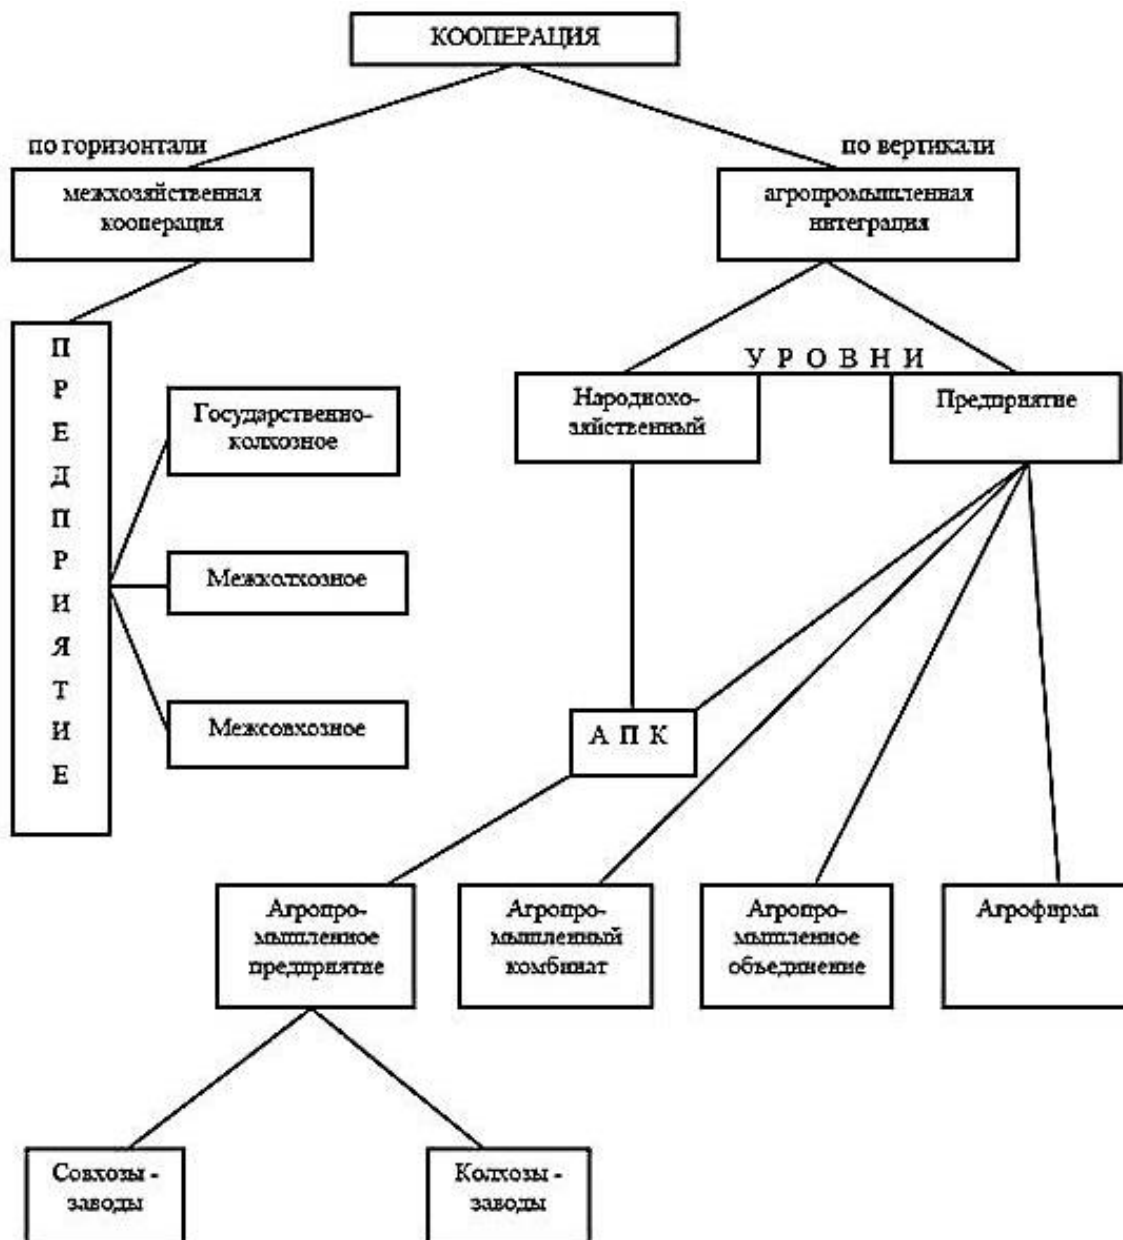 КООПЕРАЦИЯ
по горизонтали
по вертикали
межхозяйственная
кооперация
агропромышленная
интеграция
П
Р
Е
Д
П
Р
И
Я
Т
И
Е
Государственно-
колхозное
Межколхозное
Межсовхозное
У Р О В Н И
Народнохо-
зяйственный
Предприятие
А П К
Агропро-
мышленное
предприятие
Агропро-
мышленный
комбинат
Агропро-
мышленное
объединение
Агрофирма
Совхозы -
заводы
Колхозы -
заводы